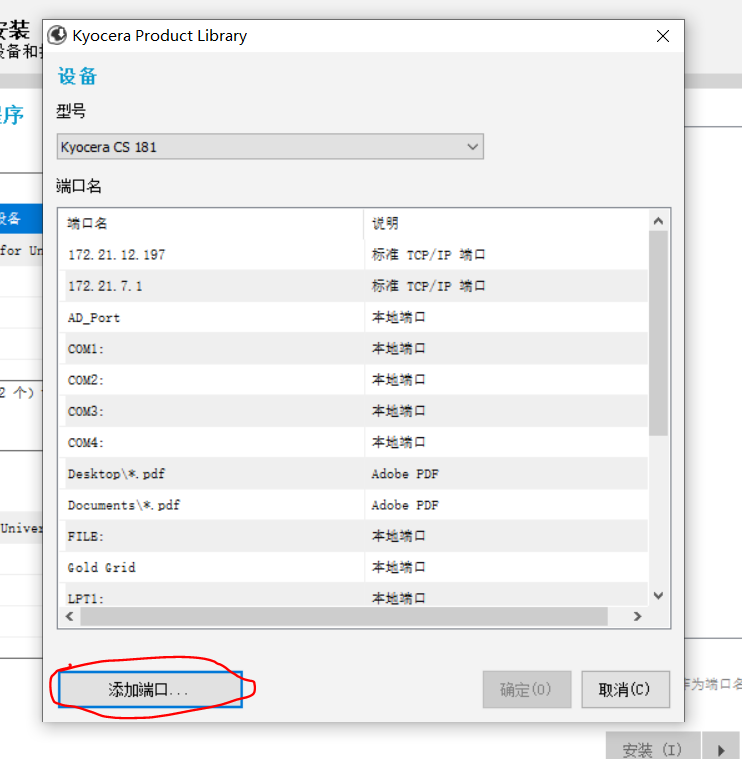 安装
Kyocera Product Library
设备和
设备
程序
型号
Kyocera CS 181
端口名
端口名 说明
设备
172.21.12.197 标准 TCP/IP 端口
for Un
172.21.7.1 标准 TCP/IP 端口
AD_Port 本地端口
COM1: 本地端口
COM2: 本地端口
2 个)
COM3: 本地端口
COM4: 本地端口
Desktop\*.pdf Adobe PDF
Documents\*.pdf Adobe PDF
Univer
FILE: 本地端口
Gold Grid 本地端口
LPT1: 本地端口
添加端口... 确定(O) 取消(C)
作为端口名
安装 (I)